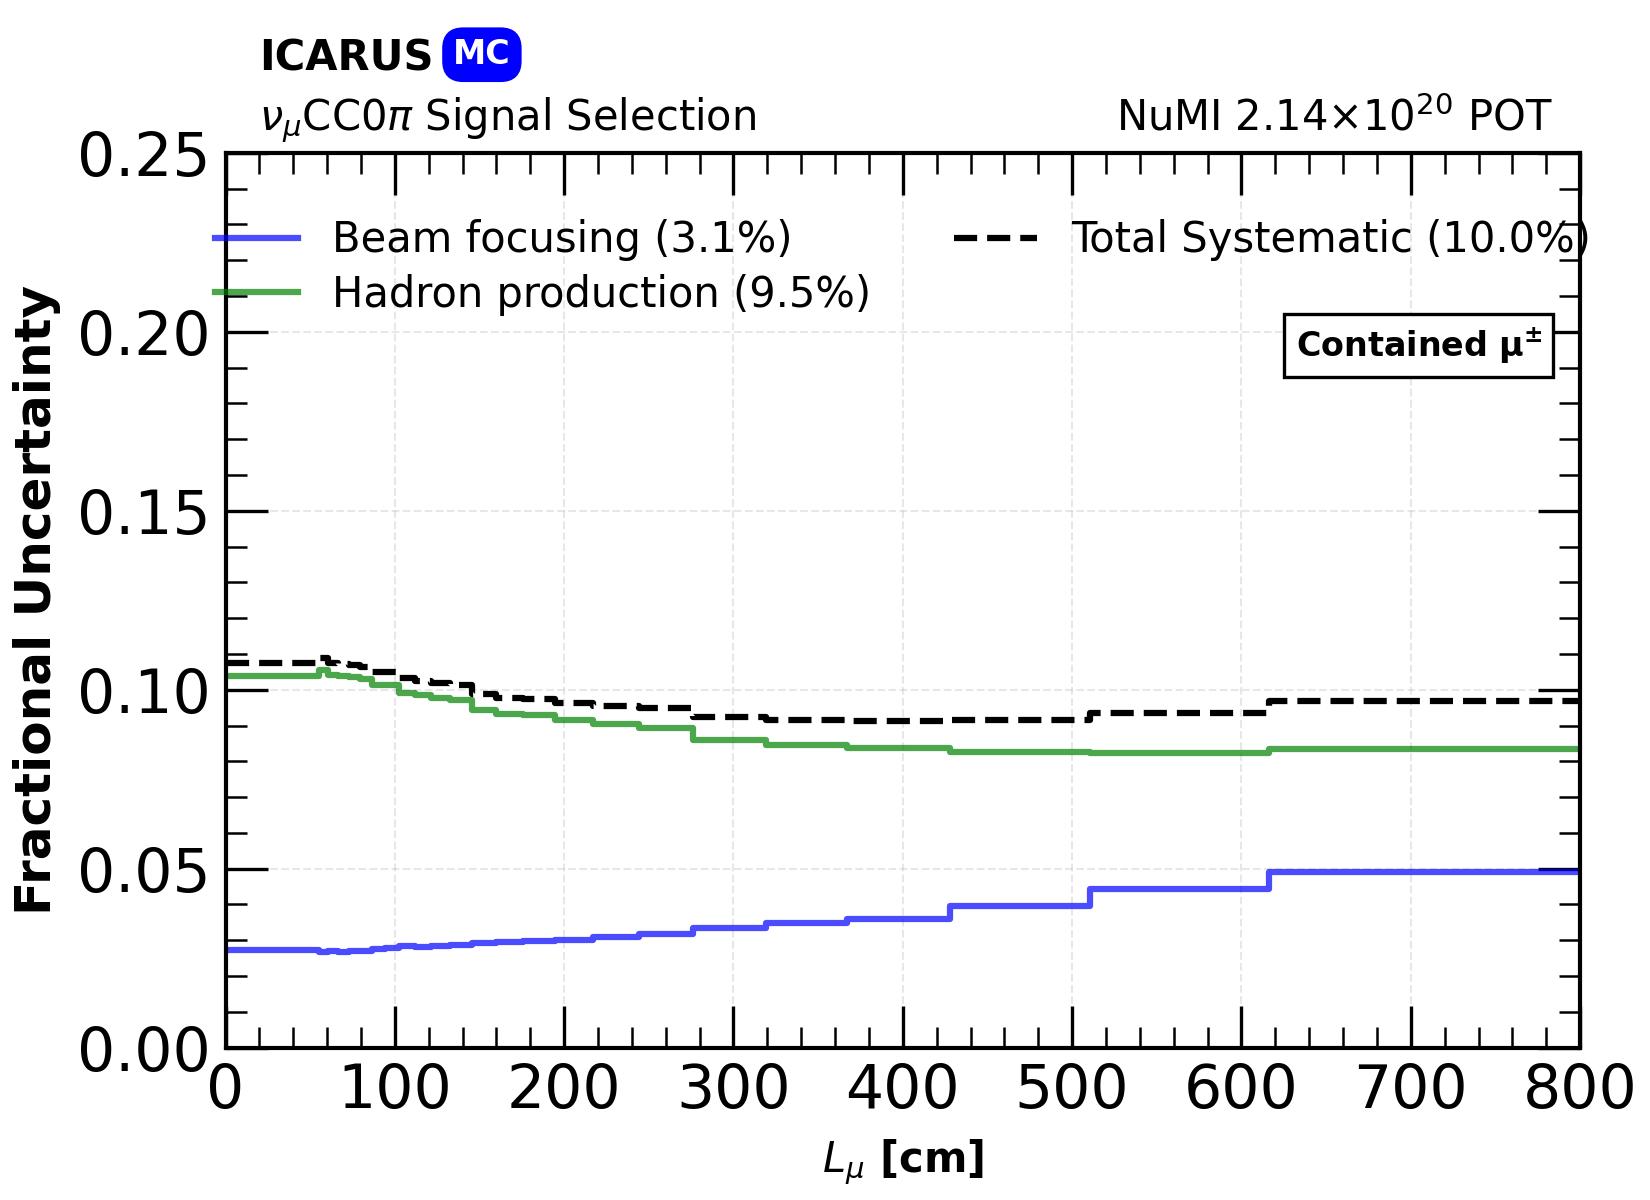 ICARUS MC
νμCC0π Signal Selection
NuMI 2.14×10²⁰ POT
Beam focusing (3.1%)
Hadron production (9.5%)
Total Systematic (10.0%)
Contained μ±
Fractional Uncertainty
0.25
0.20
0.15
0.10
0.05
0.00
0 100 200 300 400 500 600 700 800
Lμ [cm]